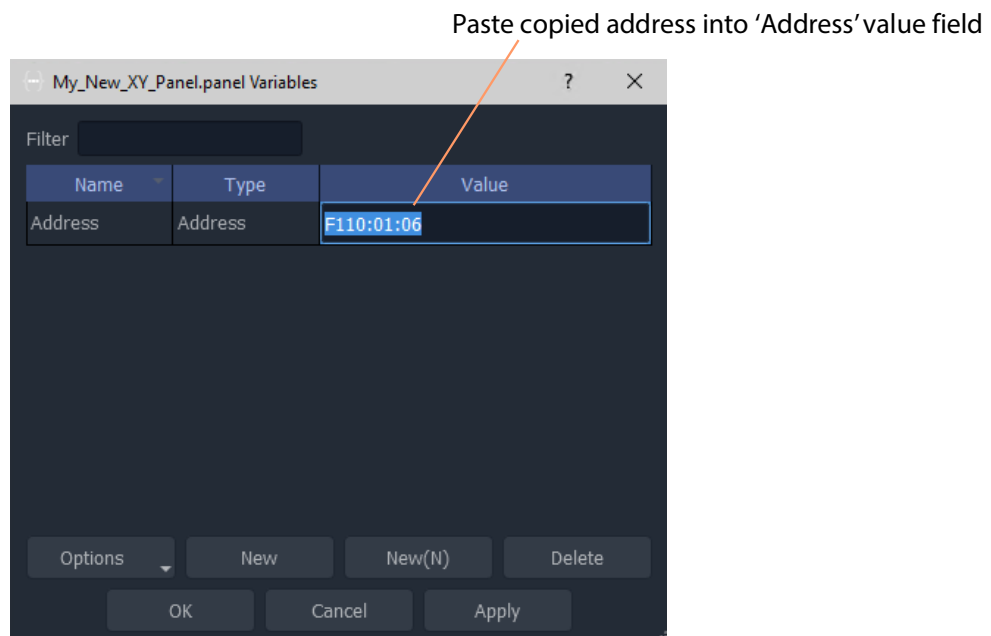 Paste copied address into ‘Address’ value field
My_New_XY_Panel.panel Variables ? ×
Filter
Name Type Value
Address Address F110:01:06
Options New New(N) Delete
OK Cancel Apply